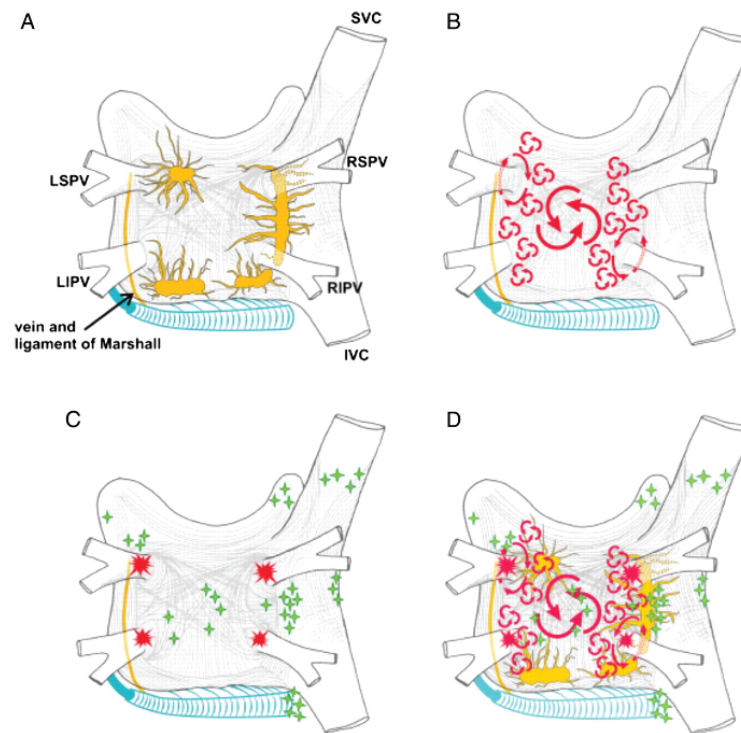 A
SVC
B
LSPV
RSPV
LIPV
RIPV
vein and
ligament of Marshall
IVC
C
D